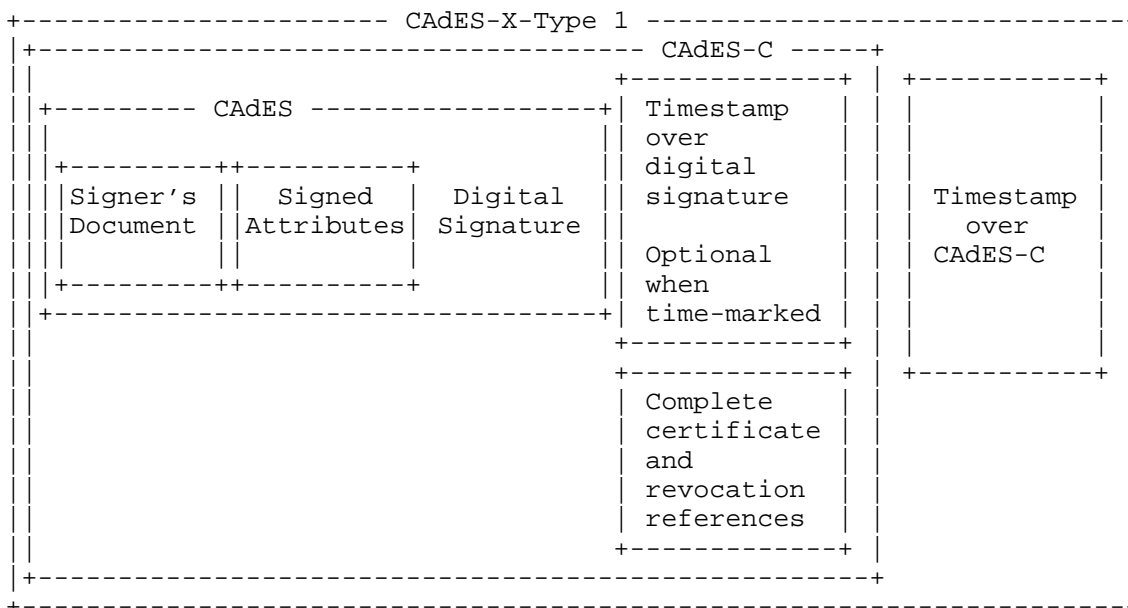 CAdES-X-Type 1
CAdES-C
CAdES
Signer's
Document
Signed
Attributes
Digital
Signature
Timestamp
over
digital
signature
Optional
when
time-marked
Complete
certificate
and
revocation
references
Timestamp
over
CAdES-C